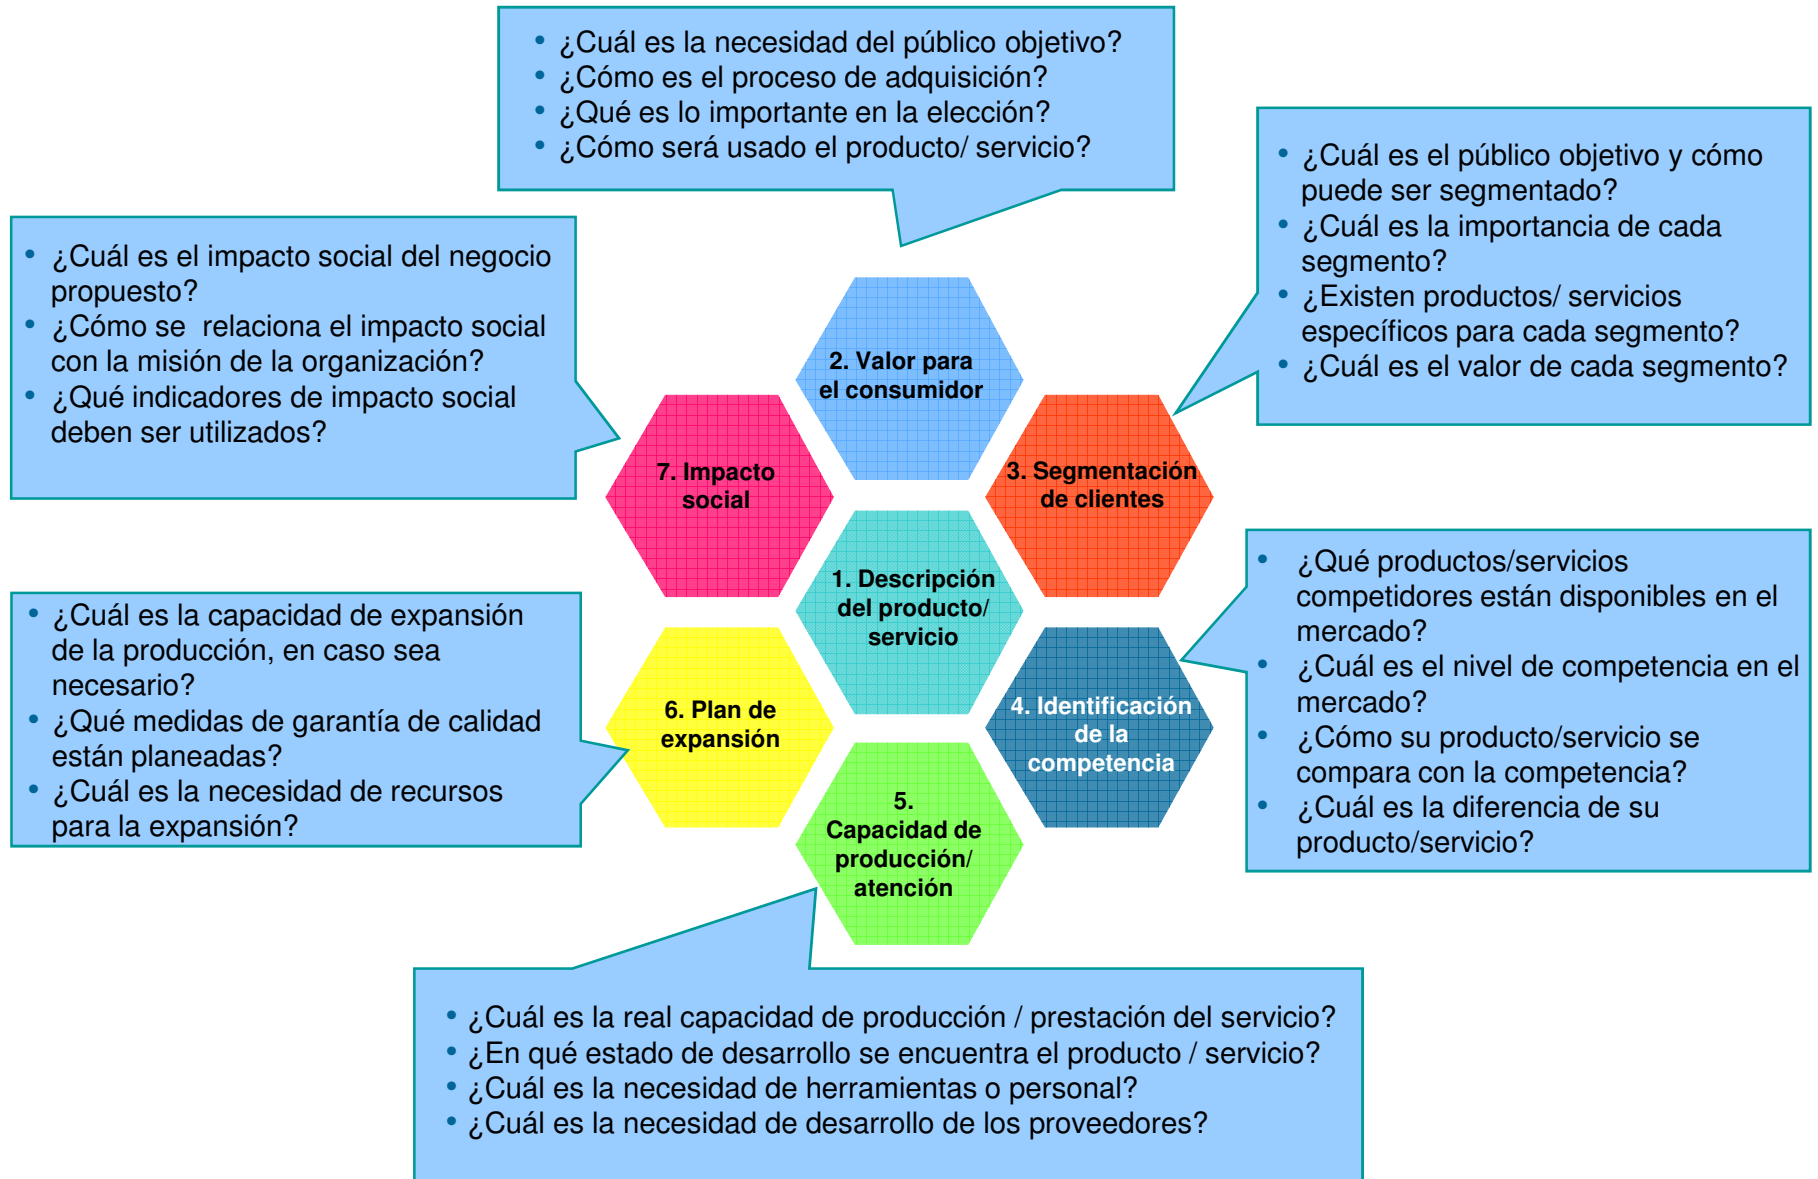 • ¿Cuál es la necesidad del público objetivo?
• ¿Cómo es el proceso de adquisición?
• ¿Qué es lo importante en la elección?
• ¿Cómo será usado el producto/ servicio?
• ¿Cuál es el público objetivo y cómo
puede ser segmentado?
• ¿Cuál es la importancia de cada
segmento?
• ¿Existen productos/ servicios
específicos para cada segmento?
• ¿Cuál es el valor de cada segmento?
• ¿Cuál es el impacto social del negocio
propuesto?
• ¿Cómo se relaciona el impacto social
con la misión de la organización?
• ¿Qué indicadores de impacto social
deben ser utilizados?
2. Valor para
el consumidor
7. Impacto
social
3. Segmentación
de clientes
1. Descripción
del producto/
servicio
• ¿Qué productos/servicios
competidores están disponibles en el
mercado?
• ¿Cuál es el nivel de competencia en el
mercado?
• ¿Cómo su producto/servicio se
compara con la competencia?
• ¿Cuál es la diferencia de su
producto/servicio?
• ¿Cuál es la capacidad de expansión
de la producción, en caso sea
necesario?
• ¿Qué medidas de garantía de calidad
están planeadas?
• ¿Cuál es la necesidad de recursos
para la expansión?
6. Plan de
expansión
4. Identificación
de la
competencia
5.
Capacidad de
producción/
atención
• ¿Cuál es la real capacidad de producción / prestación del servicio?
• ¿En qué estado de desarrollo se encuentra el producto / servicio?
• ¿Cuál es la necesidad de herramientas o personal?
• ¿Cuál es la necesidad de desarrollo de los proveedores?